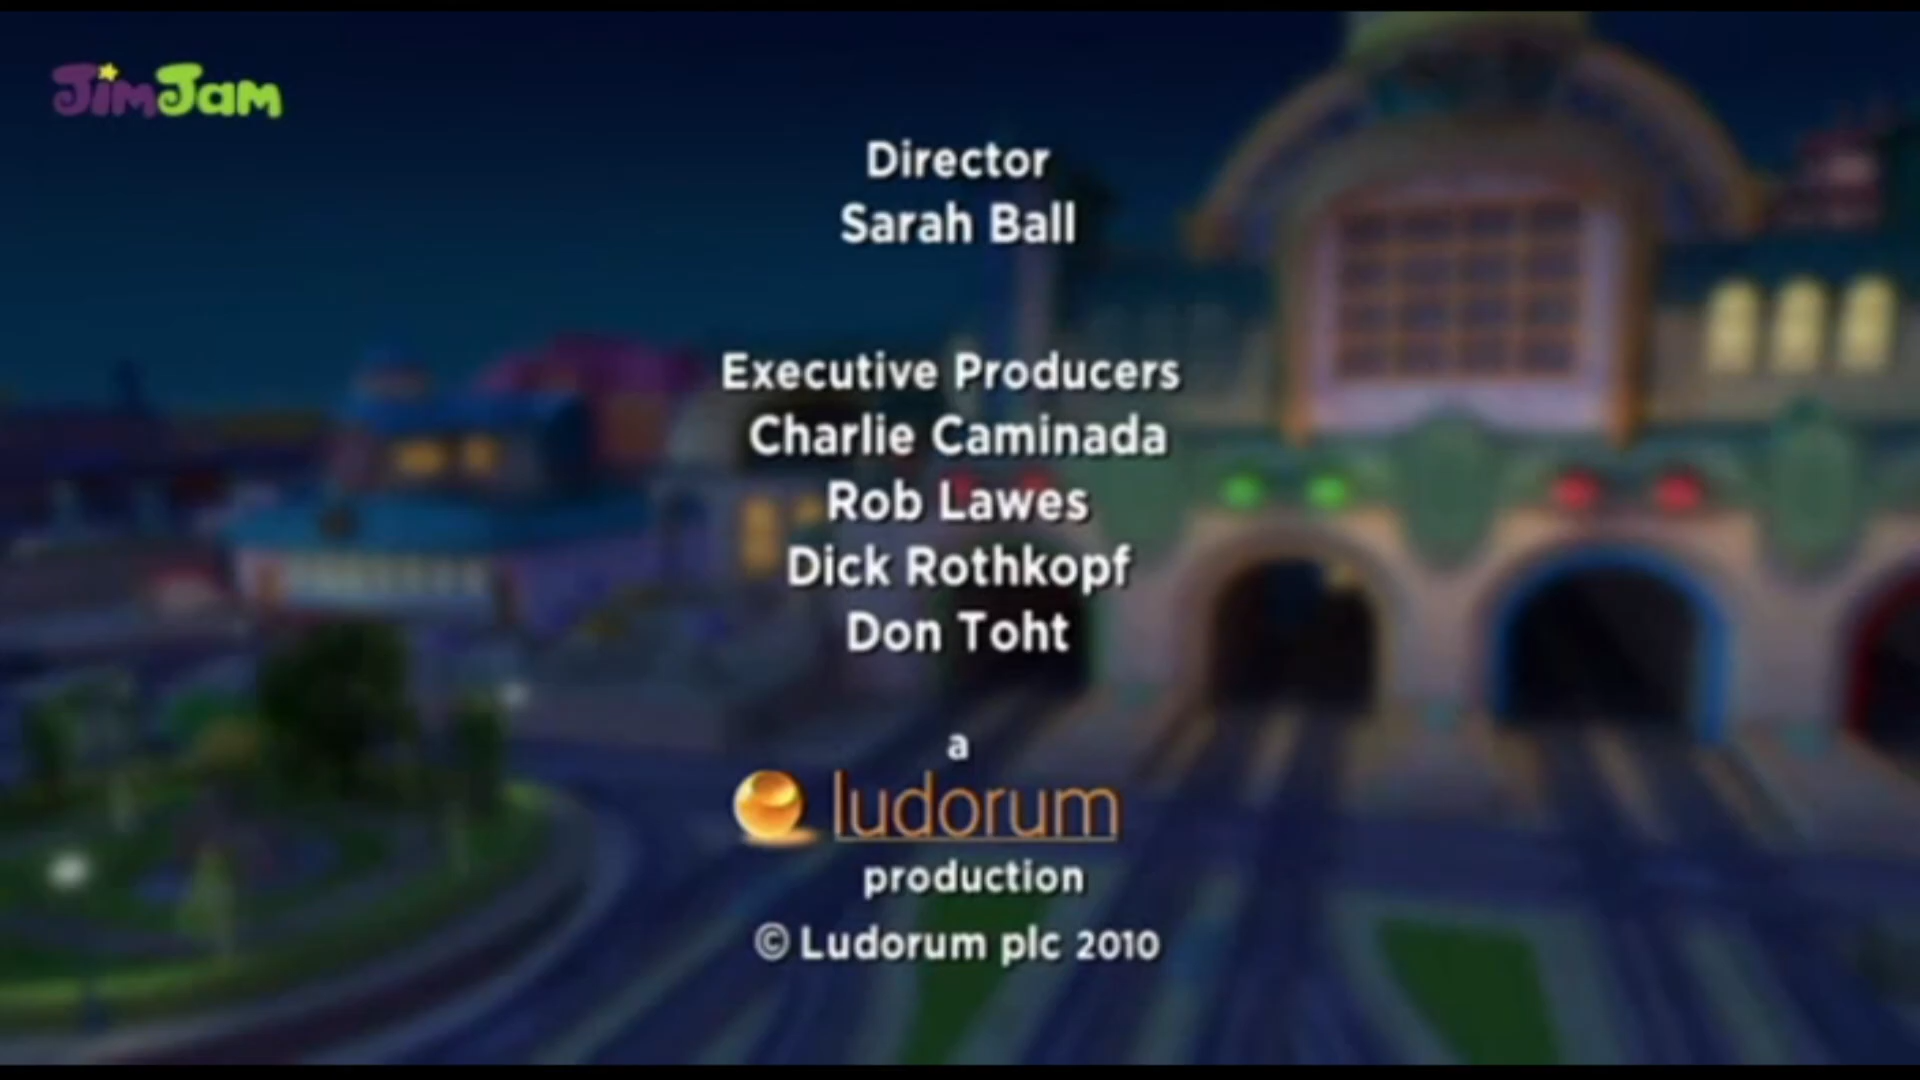 JimJam
Director
Sarah Ball
Executive Producers
Charlie Caminada
Rob Lawes
Dick Rothkopf
Don Toht
a
ludorum
production
© Ludorum plc 2010